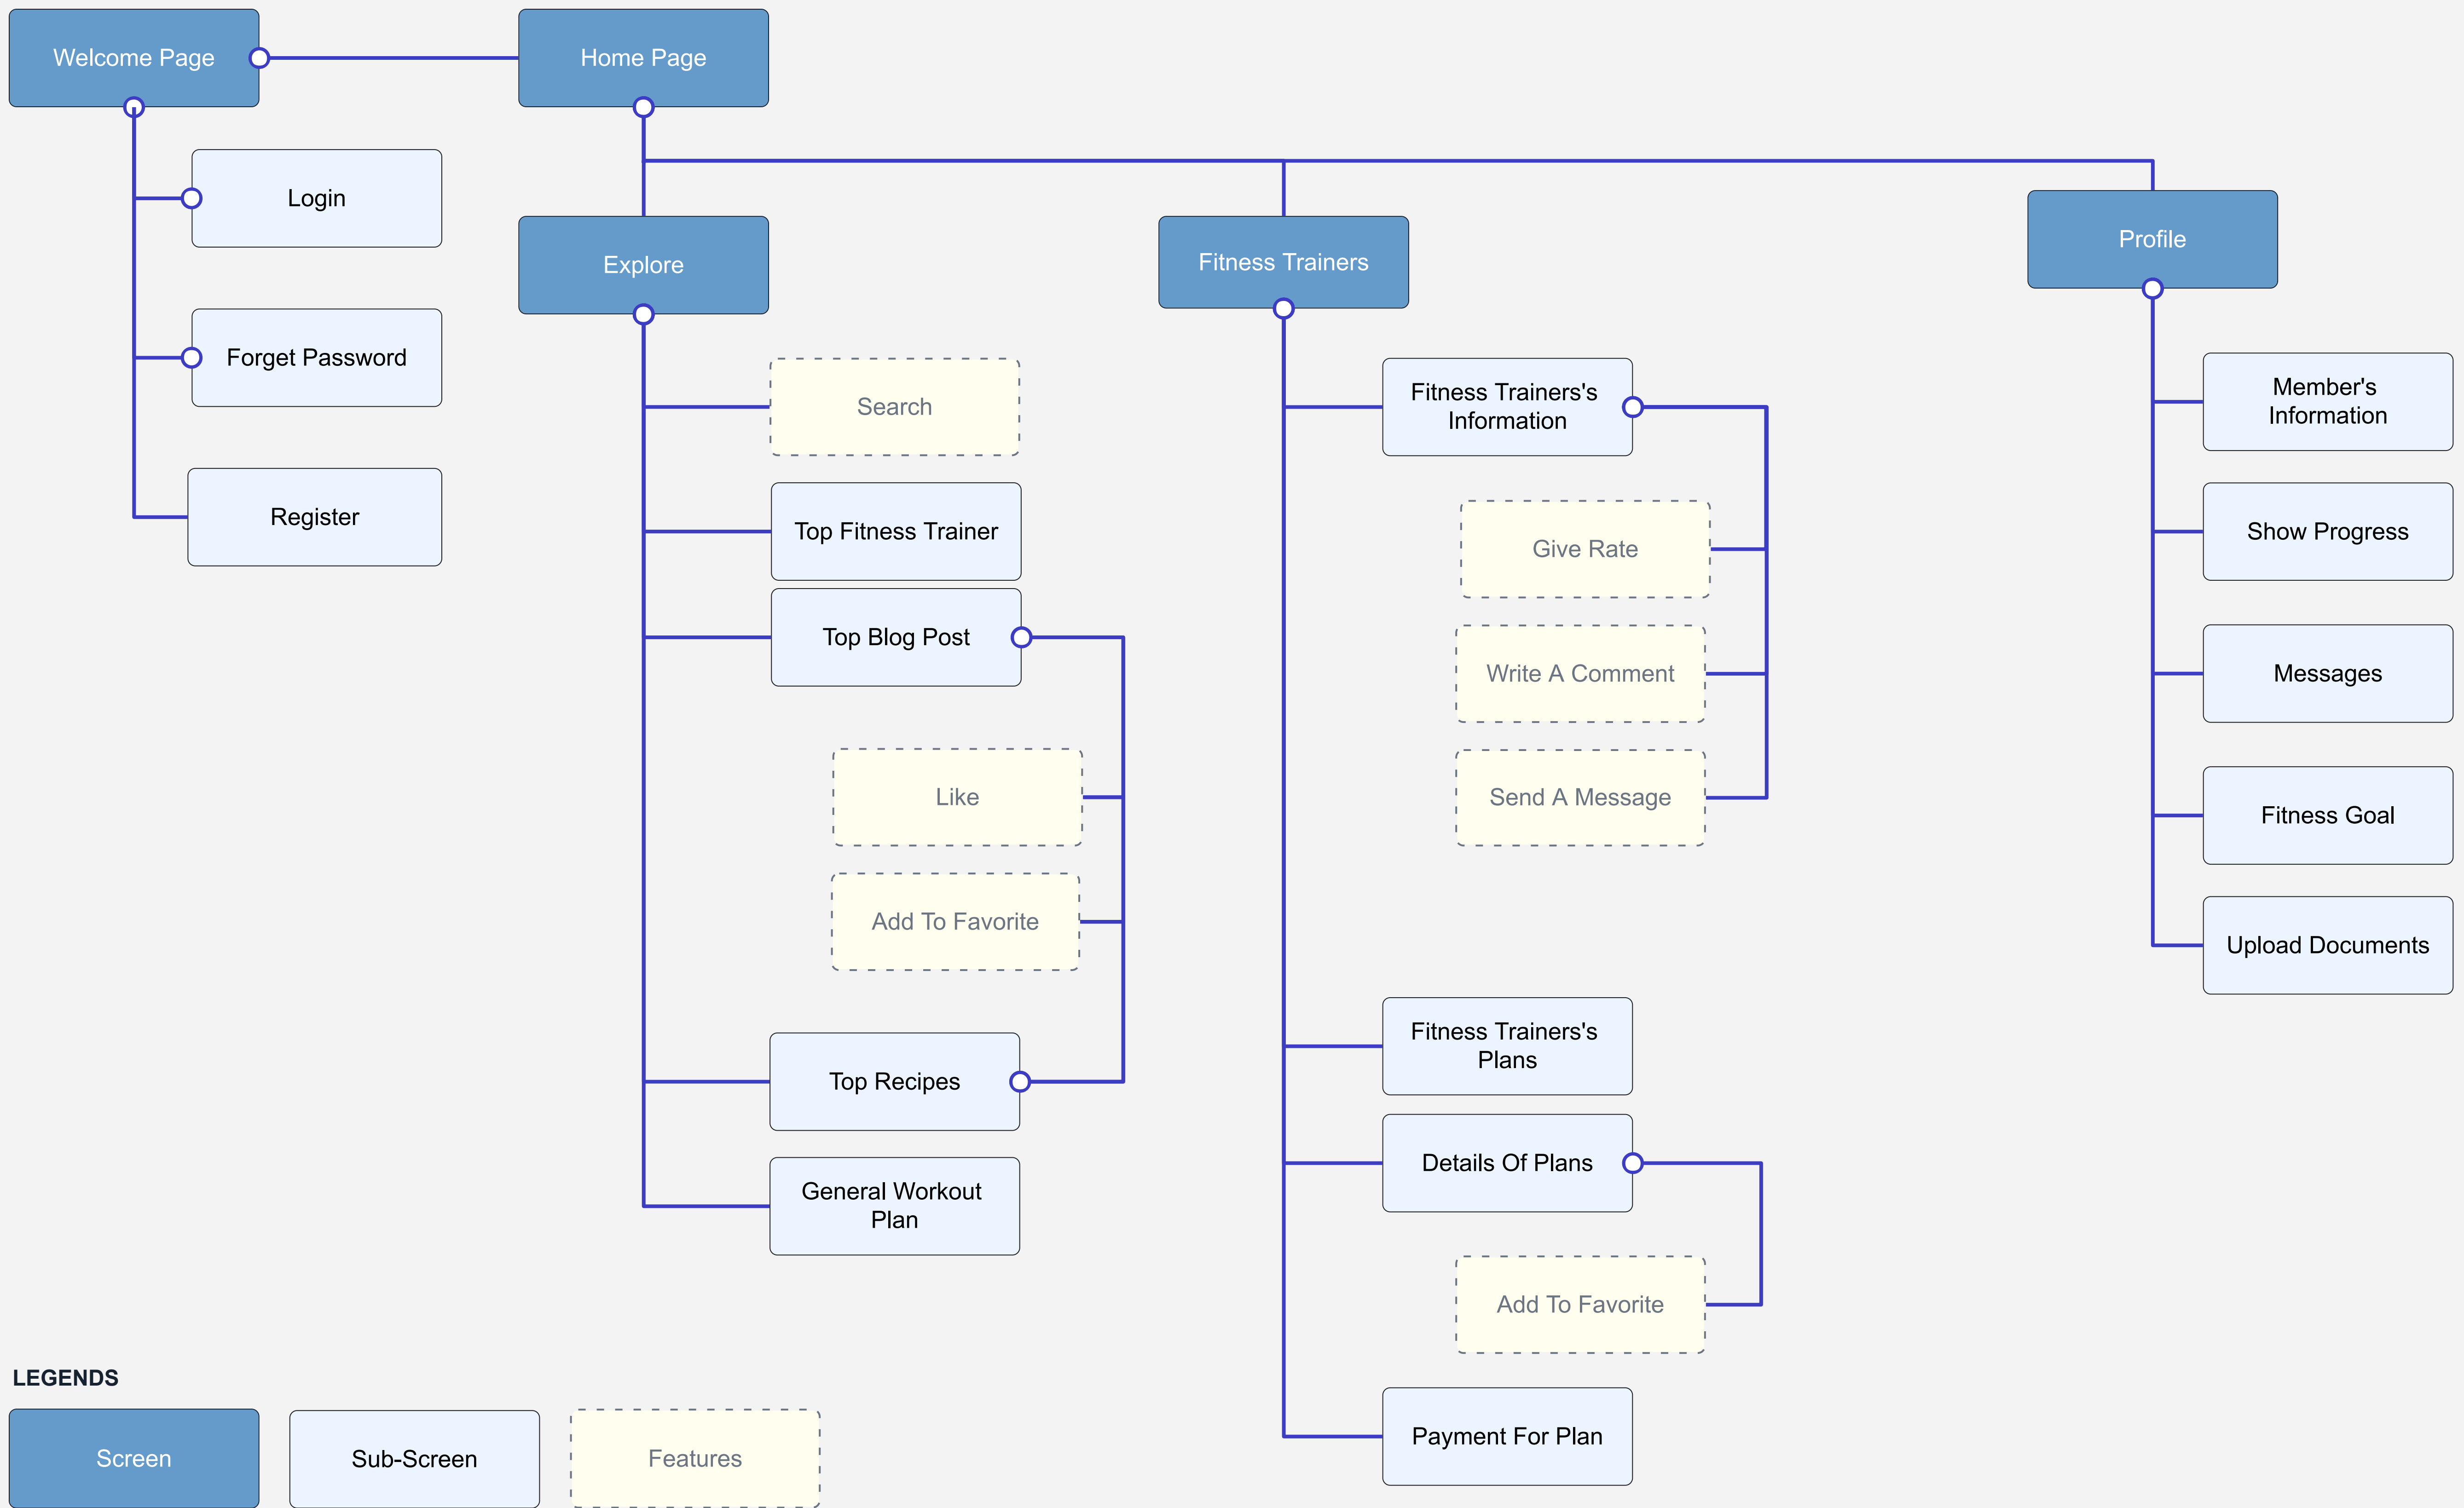 Welcome Page
Home Page
Login
Forget Password
Register
Explore
Search
Top Fitness Trainer
Top Blog Post
Like
Add To Favorite
Top Recipes
General Workout
Plan
Fitness Trainers
Fitness Trainers's
Information
Give Rate
Write A Comment
Send A Message
Fitness Trainers's
Plans
Details Of Plans
Add To Favorite
Payment For Plan
Profile
Member's
Information
Show Progress
Messages
Fitness Goal
Upload Documents
LEGENDS
Screen
Sub-Screen
Features